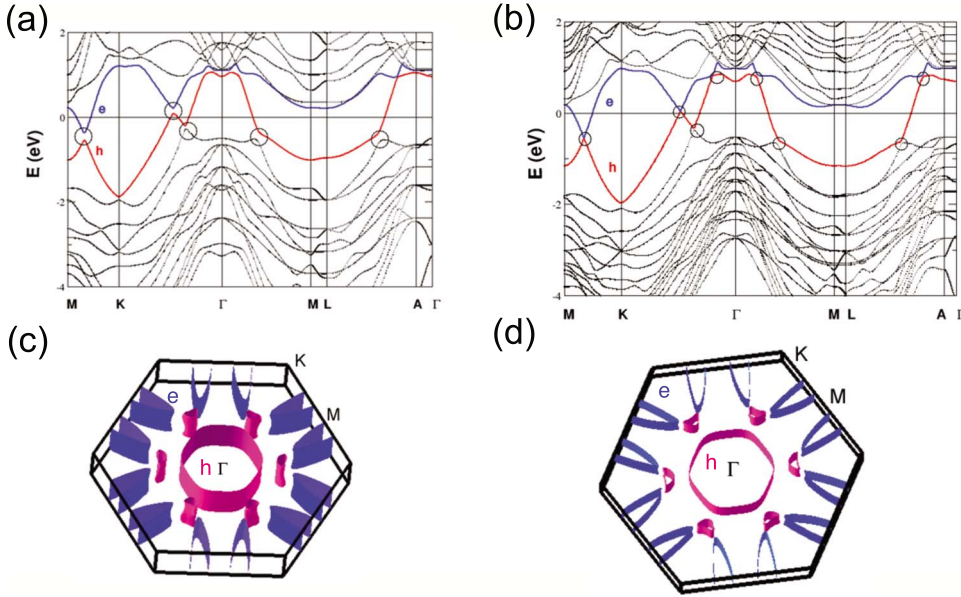 (a)
(b)
2
0
-2
-4
E (eV)
e
h
M K Γ M L A Γ
2
0
-2
-4
E (eV)
e
h
M K Γ M L A Γ
(c)
(d)
e
K
M
h Γ
e
K
M
h Γ